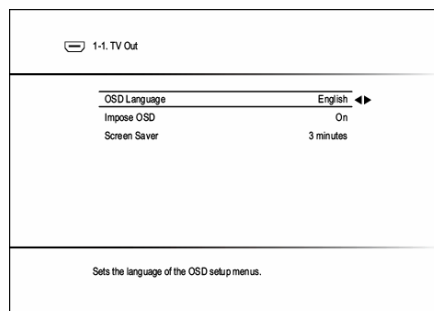 1-1. TV Out
OSD Language English
Impose OSD On
Screen Saver 3 minutes
Sets the language of the OSD setup menus.